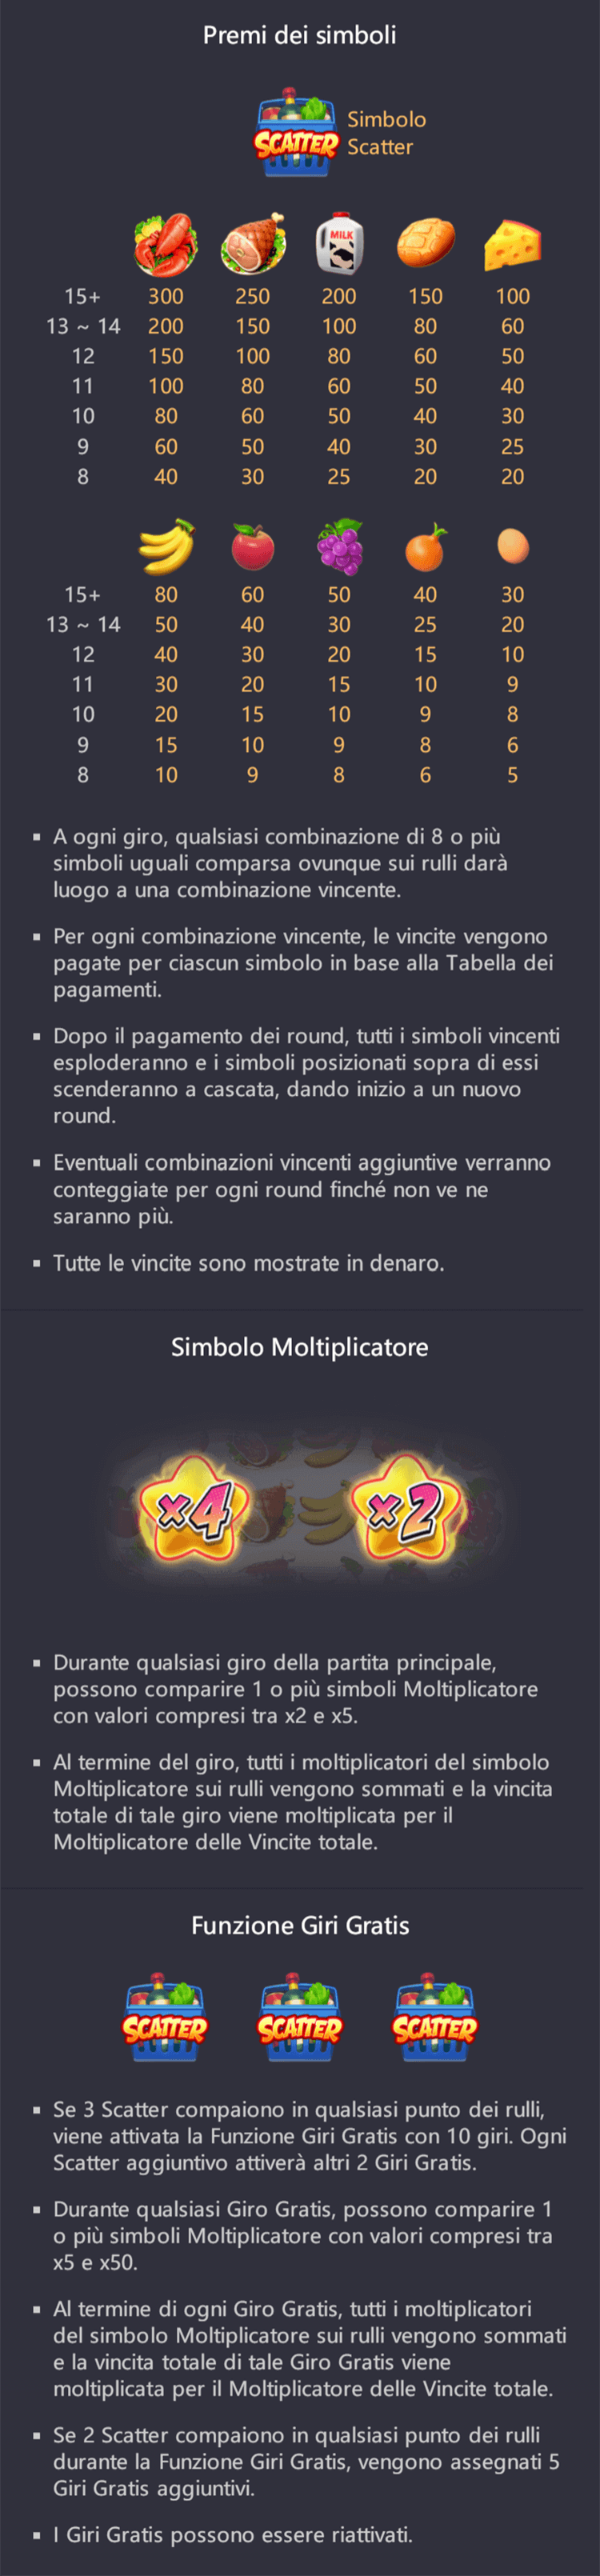 Premi dei simboli
SCATTER
Simbolo
Scatter
MILK
15+ 300 250 200 150 100
13 ~ 14 200 150 100 80 60
12 150 100 80 60 50
11 100 80 60 50 40
10 80 60 50 40 30
9 60 50 40 30 25
8 40 30 25 20 20
15+ 80 60 50 40 30
13 ~ 14 50 40 30 25 20
12 40 30 20 15 10
11 30 20 15 10 9
10 20 15 10 9 8
9 15 10 9 8 6
8 10 9 8 6 5
▪ A ogni giro, qualsiasi combinazione di 8 o più
simboli uguali comparsa ovunque sui rulli darà
luogo a una combinazione vincente.
▪ Per ogni combinazione vincente, le vincite vengono
pagate per ciascun simbolo in base alla Tabella dei
pagamenti.
▪ Dopo il pagamento dei round, tutti i simboli vincenti
esploderanno e i simboli posizionati sopra di essi
scenderanno a cascata, dando inizio a un nuovo
round.
▪ Eventuali combinazioni vincenti aggiuntive verranno
conteggiate per ogni round finché non ve ne
saranno più.
▪ Tutte le vincite sono mostrate in denaro.
Simbolo Moltiplicatore
x4 x2
▪ Durante qualsiasi giro della partita principale,
possono comparire 1 o più simboli Moltiplicatore
con valori compresi tra x2 e x5.
▪ Al termine del giro, tutti i moltiplicatori del simbolo
Moltiplicatore sui rulli vengono sommati e la vincita
totale di tale giro viene moltiplicata per il
Moltiplicatore delle Vincite totale.
Funzione Giri Gratis
SCATTER SCATTER SCATTER
▪ Se 3 Scatter compaiono in qualsiasi punto dei rulli,
viene attivata la Funzione Giri Gratis con 10 giri. Ogni
Scatter aggiuntivo attiverà altri 2 Giri Gratis.
▪ Durante qualsiasi Giro Gratis, possono comparire 1
o più simboli Moltiplicatore con valori compresi tra
x5 e x50.
▪ Al termine di ogni Giro Gratis, tutti i moltiplicatori
del simbolo Moltiplicatore sui rulli vengono sommati
e la vincita totale di tale Giro Gratis viene
moltiplicata per il Moltiplicatore delle Vincite totale.
▪ Se 2 Scatter compaiono in qualsiasi punto dei rulli
durante la Funzione Giri Gratis, vengono assegnati 5
Giri Gratis aggiuntivi.
▪ I Giri Gratis possono essere riattivati.